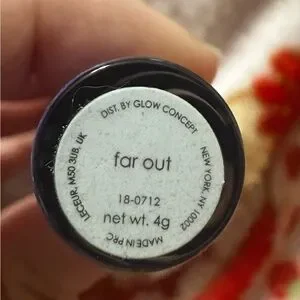 DIST. BY GLOW CONCEPT
NEW YORK, NY 10002
far out
18-0712
net wt. 4g
MADE IN PRC
LECEUR, M50 3UB, UK